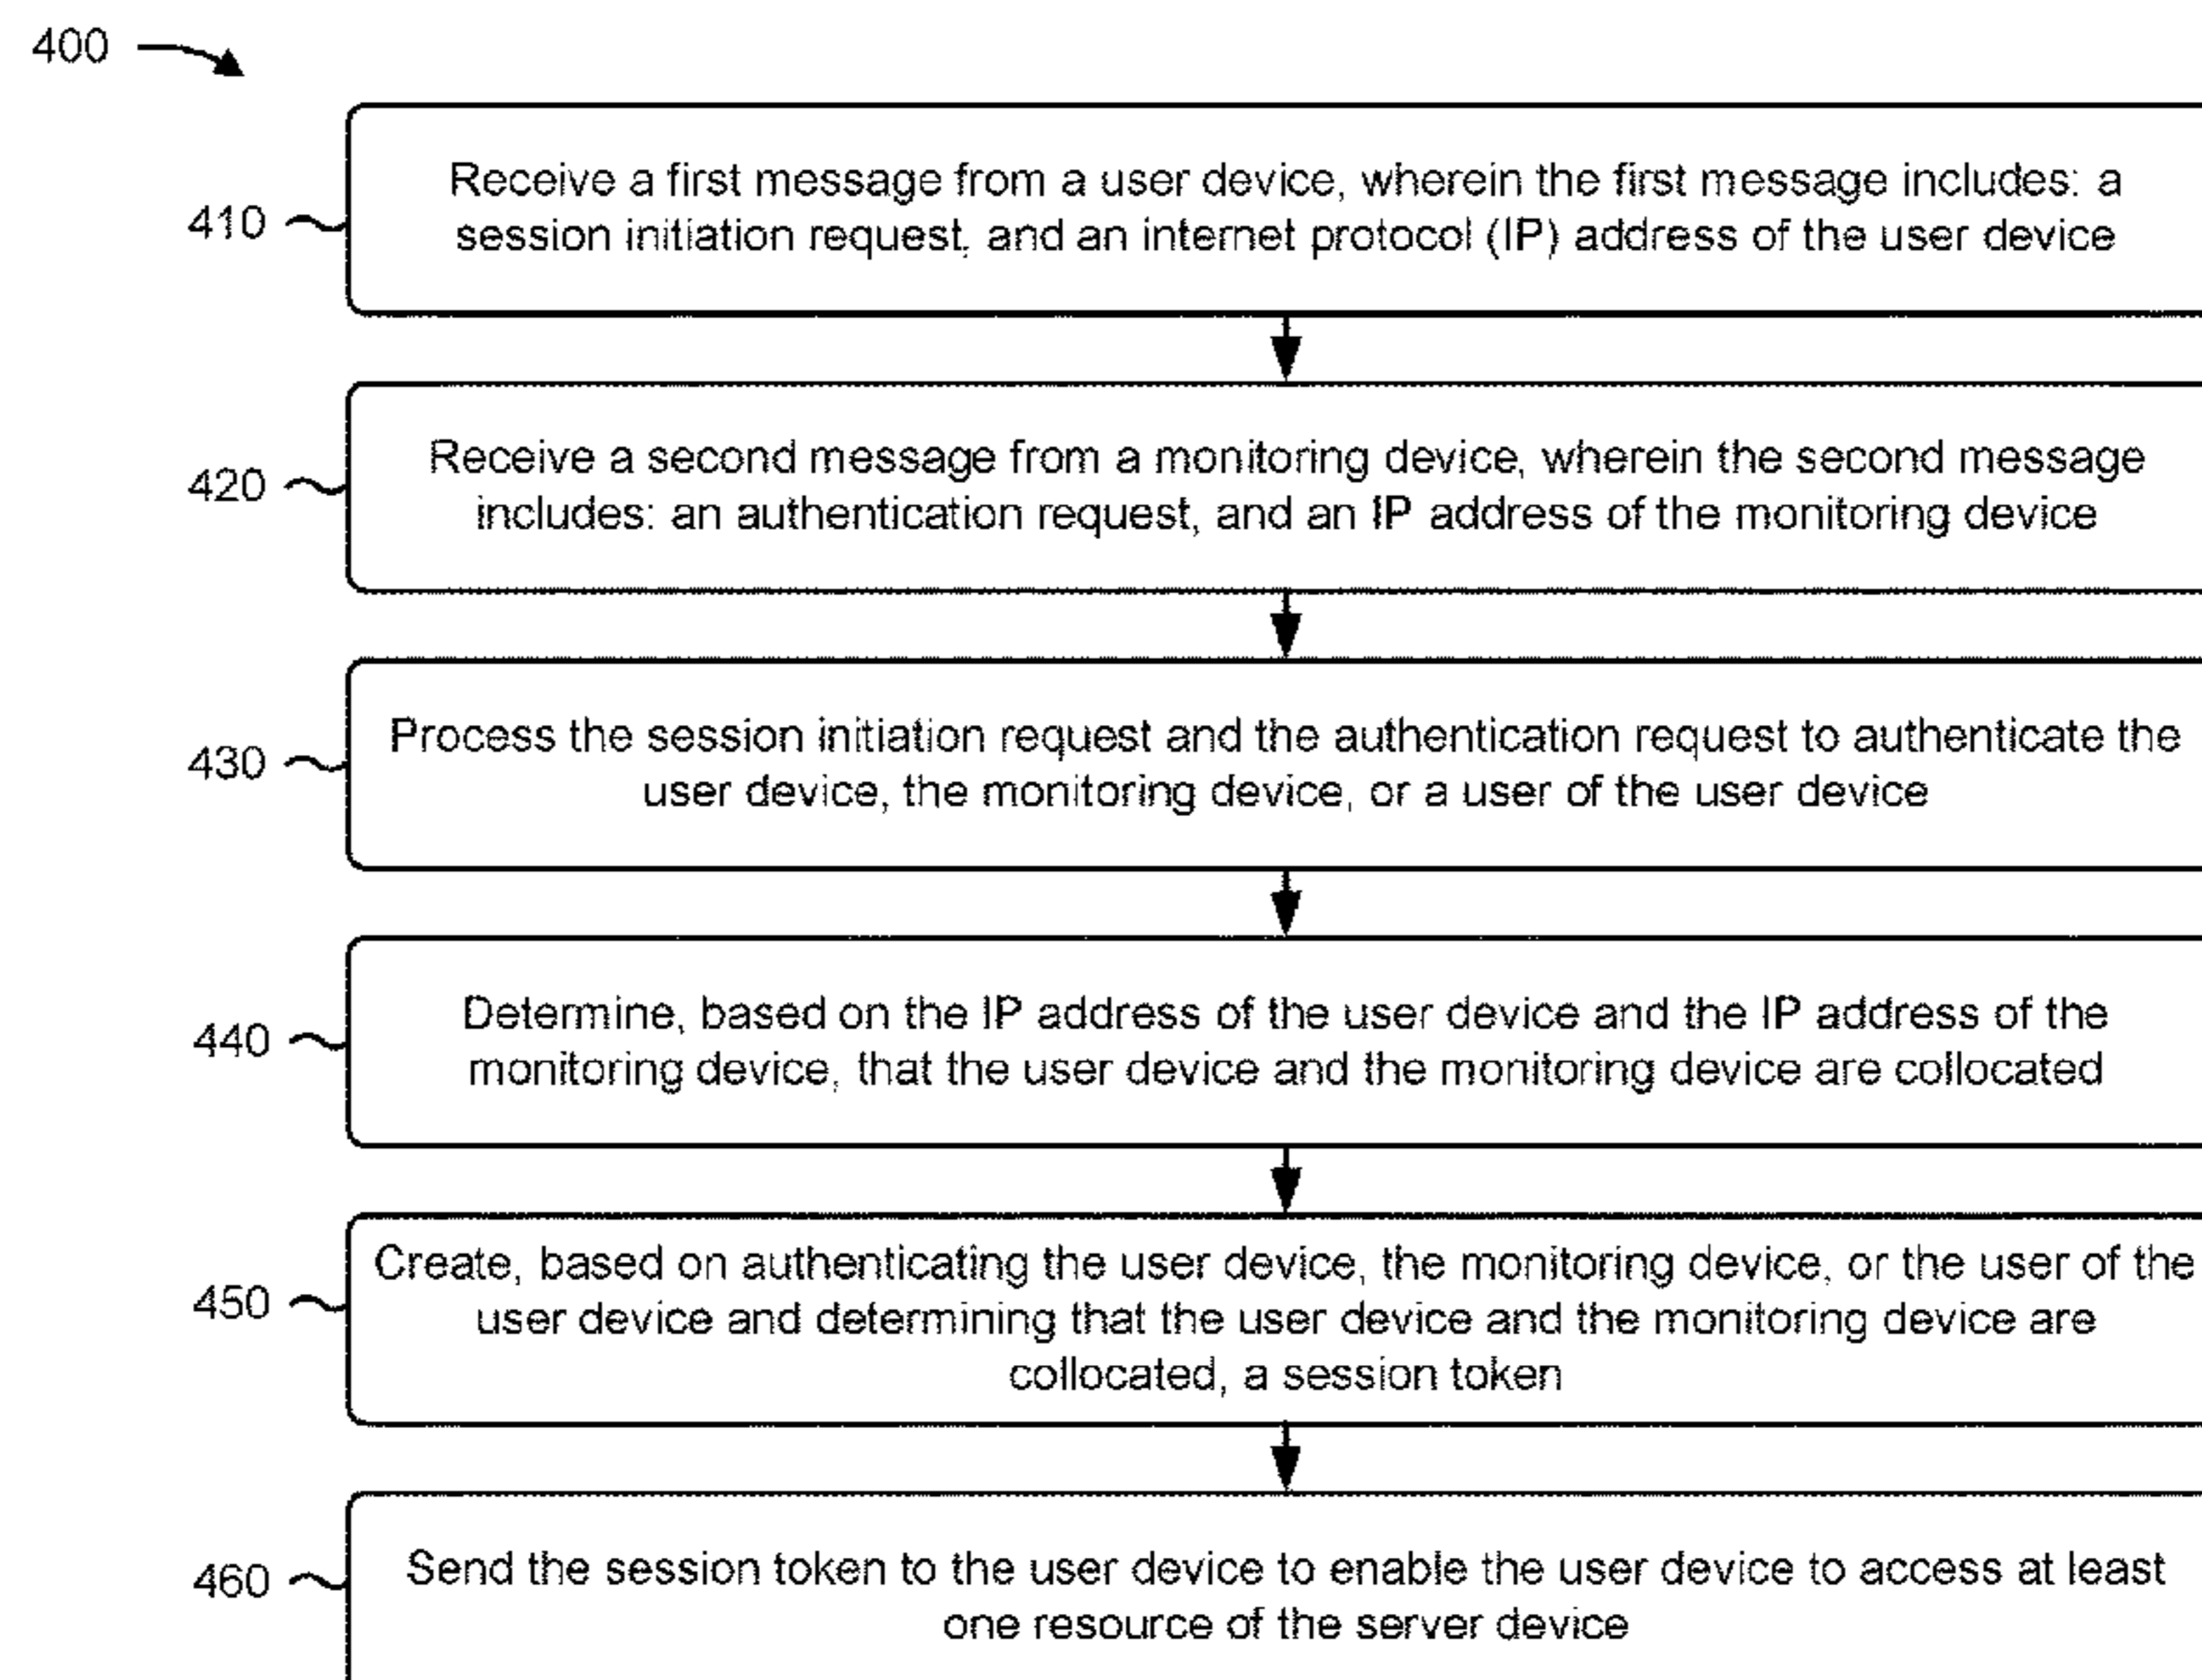 400
410
Receive a first message from a user device, wherein the first message includes: a
session initiation request, and an internet protocol (IP) address of the user device
420
Receive a second message from a monitoring device, wherein the second message
includes: an authentication request, and an IP address of the monitoring device
430
Process the session initiation request and the authentication request to authenticate the
user device, the monitoring device, or a user of the user device
440
Determine, based on the IP address of the user device and the IP address of the
monitoring device, that the user device and the monitoring device are collocated
450
Create, based on authenticating the user device, the monitoring device, or the user of the
user device and determining that the user device and the monitoring device are
collocated, a session token
460
Send the session token to the user device to enable the user device to access at least
one resource of the server device